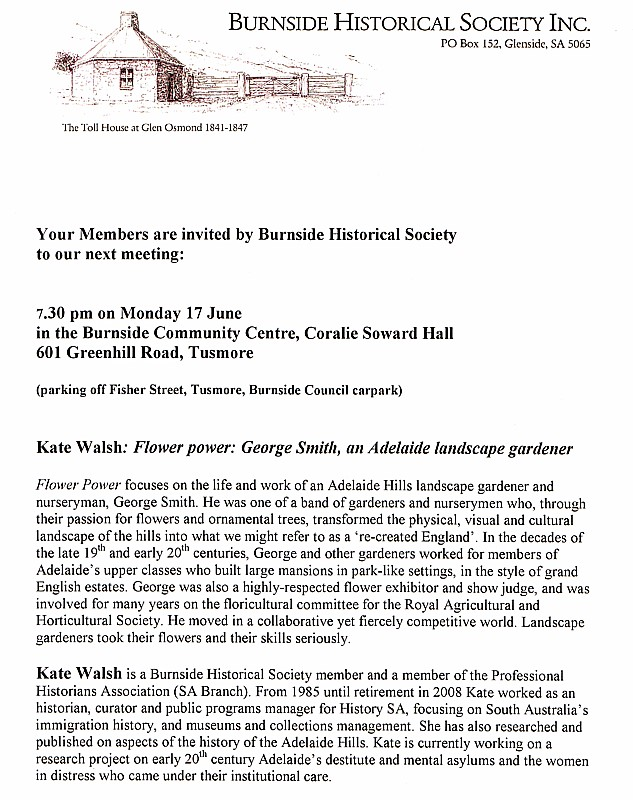 BURNSIDE HISTORICAL SOCIETY INC.
PO Box 152, Glenside, SA 5065
The Toll House at Glen Osmond 1841-1847
Your Members are invited by Burnside Historical Society
to our next meeting:
7.30 pm on Monday 17 June
in the Burnside Community Centre, Coralie Soward Hall
601 Greenhill Road, Tusmore
(parking off Fisher Street, Tusmore, Burnside Council carpark)
Kate Walsh: Flower power: George Smith, an Adelaide landscape gardener
Flower Power focuses on the life and work of an Adelaide Hills landscape gardener and
nurseryman, George Smith. He was one of a band of gardeners and nurserymen who, through
their passion for flowers and ornamental trees, transformed the physical, visual and cultural
landscape of the hills into what we might refer to as a ‘re-created England’. In the decades of
the late 19th and early 20th centuries, George and other gardeners worked for members of
Adelaide’s upper classes who built large mansions in park-like settings, in the style of grand
English estates. George was also a highly-respected flower exhibitor and show judge, and was
involved for many years on the floricultural committee for the Royal Agricultural and
Horticultural Society. He moved in a collaborative yet fiercely competitive world. Landscape
gardeners took their flowers and their skills seriously.
Kate Walsh is a Burnside Historical Society member and a member of the Professional
Historians Association (SA Branch). From 1985 until retirement in 2008 Kate worked as an
historian, curator and public programs manager for History SA, focusing on South Australia’s
immigration history, and museums and collections management. She has also researched and
published on aspects of the history of the Adelaide Hills. Kate is currently working on a
research project on early 20th century Adelaide’s destitute and mental asylums and the women
in distress who came under their institutional care.